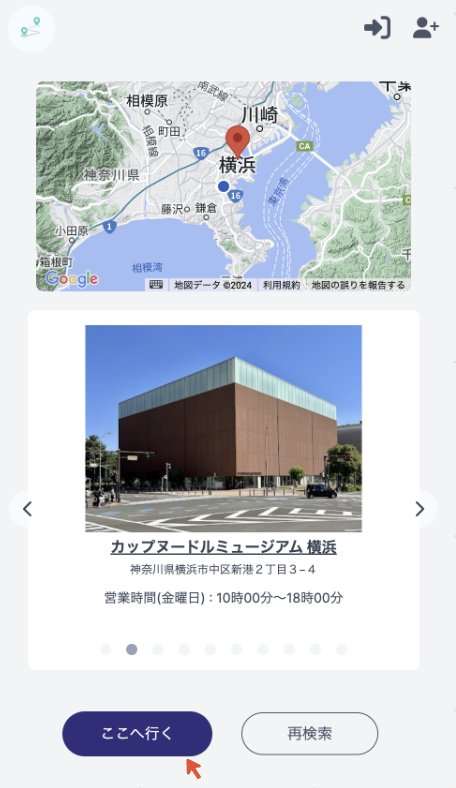 南武線
千葉
相模原
川崎
町田
相模線
16
CA
横浜
神奈川県
16
東京湾
藤沢
鎌倉
1
小田原
箱根町
相模湾
Google
地図データ ©2024
利用規約
地図の誤りを報告する
カップヌードルミュージアム 横浜
神奈川県横浜市中区新港2丁目3−4
営業時間(金曜日)：10時00分〜18時00分
ここへ行く
再検索